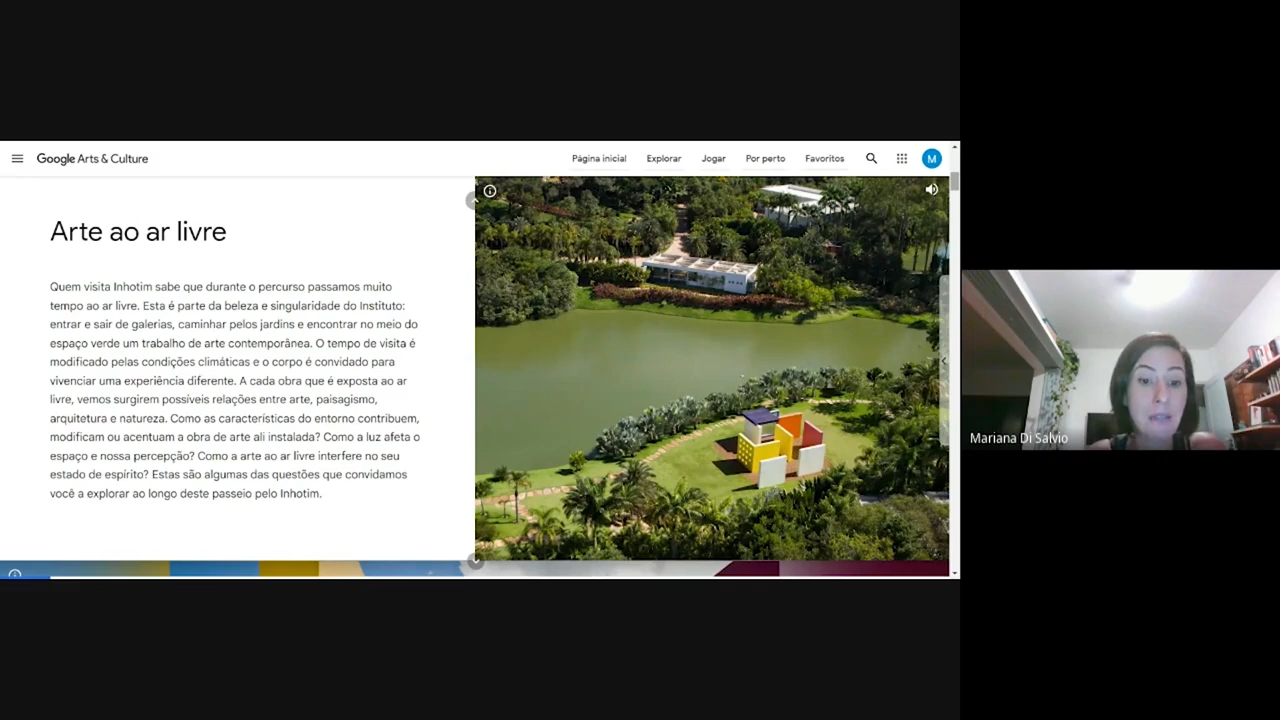 Google Arts & Culture
Página inicial Explorar Jogar Por perto Favoritos M
Arte ao ar livre
Quem visita Inhotim sabe que durante o percurso passamos muito
tempo ao ar livre. Esta é parte da beleza e singularidade do Instituto:
entrar e sair de galerias, caminhar pelos jardins e encontrar no meio do
espaço verde um trabalho de arte contemporânea. O tempo de visita é
modificado pelas condições climáticas e o corpo é convidado para
vivenciar uma experiência diferente. A cada obra que é exposta ao ar
livre, vemos surgirem possíveis relações entre arte, paisagismo,
arquitetura e natureza. Como as características do entorno contribuem,
modificam ou acentuam a obra de arte ali instalada? Como a luz afeta o
espaço e nossa percepção? Como a arte ao ar livre interfere no seu
estado de espírito? Estas são algumas das questões que convidamos
você a explorar ao longo deste passeio pelo Inhotim.
Mariana Di Salvio